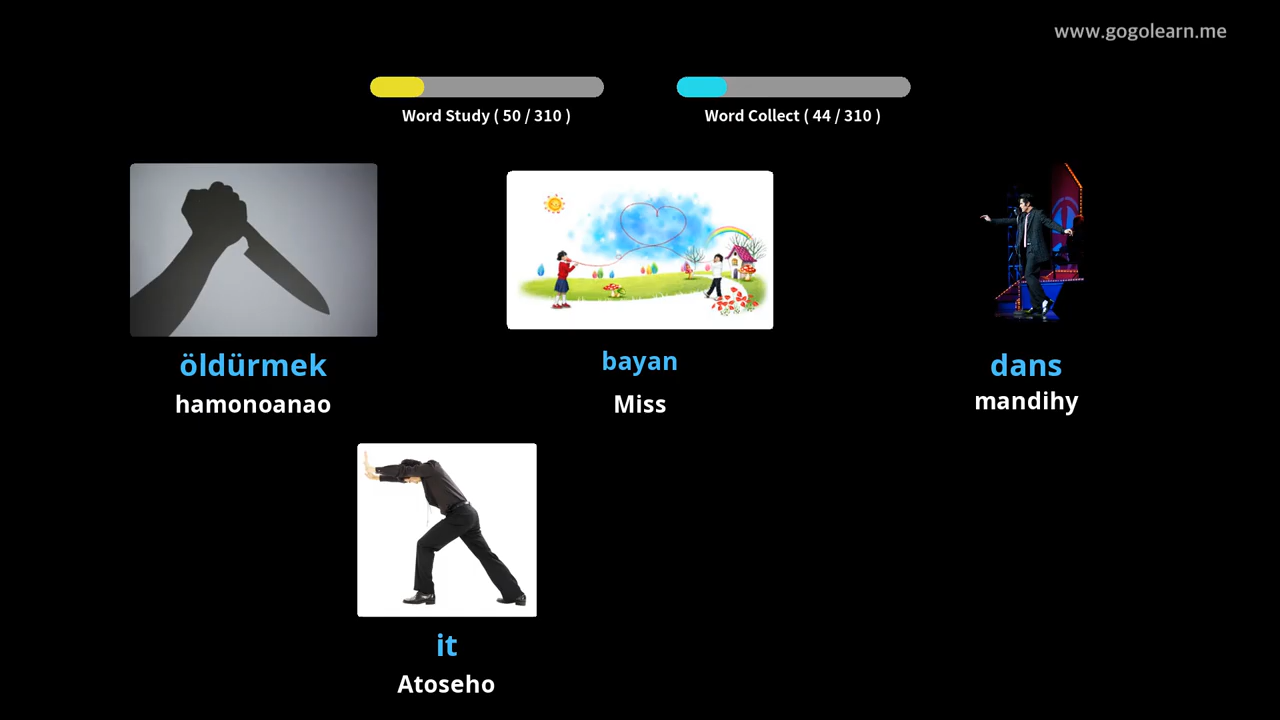 www.gogolearn.me
Word Study ( 50 / 310 )
Word Collect ( 44 / 310 )
öldürmek
hamonoanao
bayan
Miss
dans
mandihy
it
Atoseho